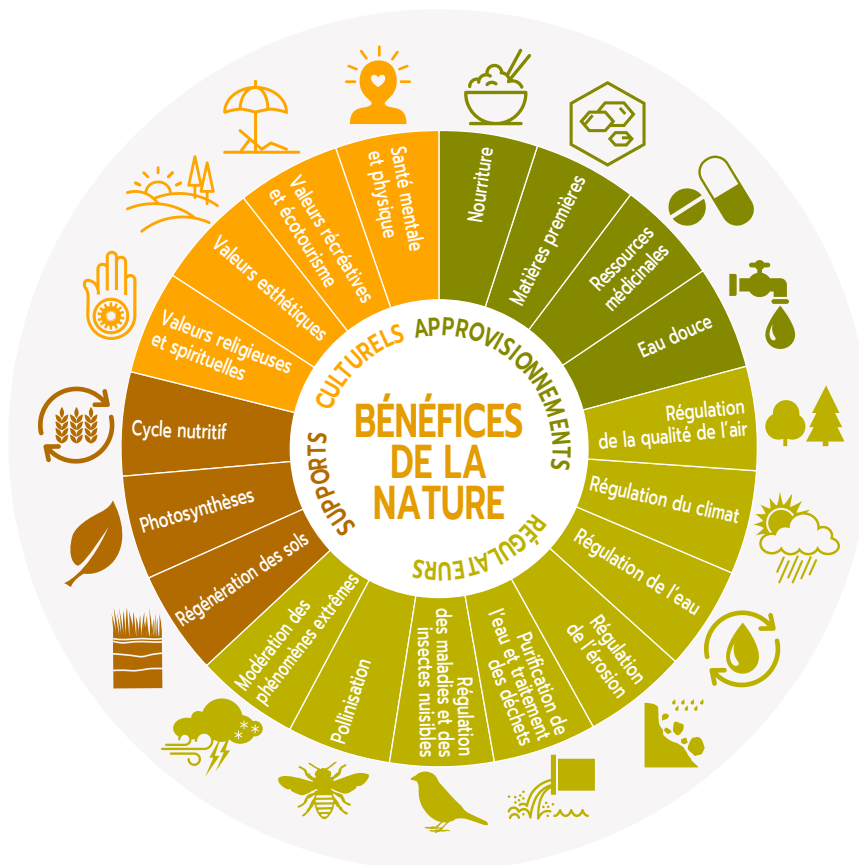 BÉNÉFICES
DE LA
NATURE
APPROVISIONNEMENTS
Nourriture
Matières premières
Ressources
médicinales
Eau douce
RÉGULATEURS
Régulation
de la qualité de l'air
Régulation du climat
Régulation de l'eau
Régulation
de l'érosion
Purification de
l'eau et traitement
des déchets
Régulation
des maladies et des
insectes nuisibles
Pollinisation
Modération des
phénomènes extrêmes
SUPPORTS
Régénération des sols
Photosynthèses
Cycle nutritif
CULTURELS
Valeurs religieuses
et spirituelles
Valeurs esthétiques
Valeurs récréatives
et écotourisme
Santé mentale
et physique